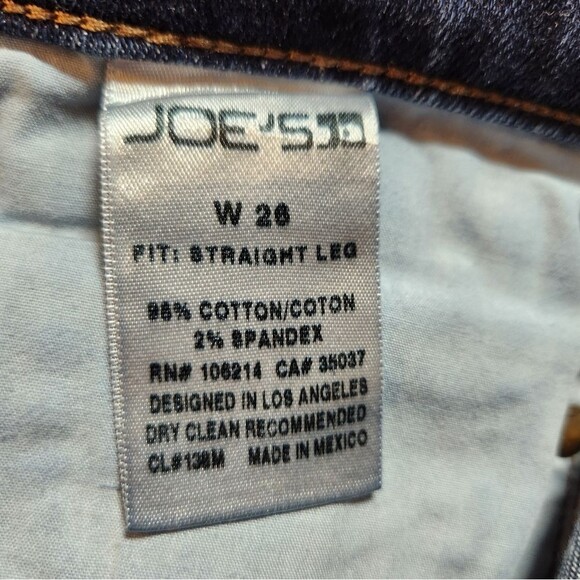 JOE'S
W 26
FIT: STRAIGHT LEG
98% COTTON/COTON
2% SPANDEX
RN# 106214 CA# 35037
DESIGNED IN LOS ANGELES
DRY CLEAN RECOMMENDED
CL#138M MADE IN MEXICO